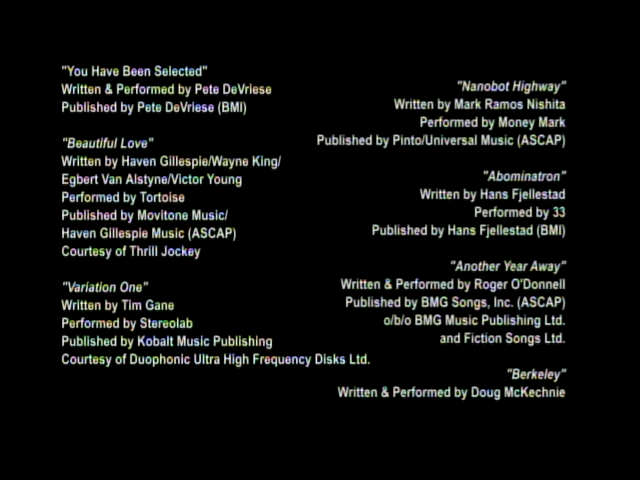 "You Have Been Selected"
Written & Performed by Pete DeVriese
Published by Pete DeVriese (BMI)
"Beautiful Love"
Written by Haven Gillespie/Wayne King/
Egbert Van Alstyne/Victor Young
Performed by Tortoise
Published by Movitone Music/
Haven Gillespie Music (ASCAP)
Courtesy of Thrill Jockey
"Variation One"
Written by Tim Gane
Performed by Stereolab
Published by Kobalt Music Publishing
Courtesy of Duophonic Ultra High Frequency Disks Ltd.
"Nanobot Highway"
Written by Mark Ramos Nishita
Performed by Money Mark
Published by Pinto/Universal Music (ASCAP)
"Abominatron"
Written by Hans Fjellestad
Performed by 33
Published by Hans Fjellestad (BMI)
"Another Year Away"
Written & Performed by Roger O'Donnell
Published by BMG Songs, Inc. (ASCAP)
o/b/o BMG Music Publishing Ltd.
and Fiction Songs Ltd.
"Berkeley"
Written & Performed by Doug McKechnie